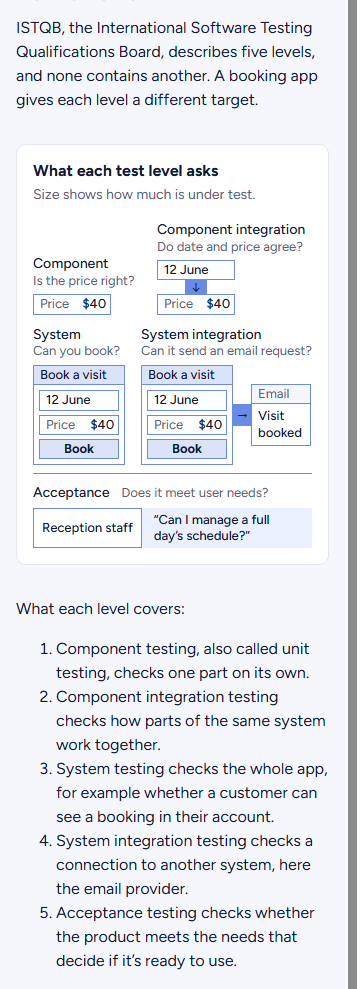 ISTQB, the International Software Testing
Qualifications Board, describes five levels,
and none contains another. A booking app
gives each level a different target.
What each test level asks
Size shows how much is under test.
Component
Is the price right?
Price $40
Component integration
Do date and price agree?
12 June
↓
Price $40
System
Can you book?
Book a visit
12 June
Price $40
Book
System integration
Can it send an email request?
Book a visit
12 June
Price $40
Book
→
Email
Visit
booked
Acceptance Does it meet user needs?
Reception staff
“Can I manage a full
day’s schedule?”
What each level covers:
1. Component testing, also called unit
testing, checks one part on its own.
2. Component integration testing
checks how parts of the same system
work together.
3. System testing checks the whole app,
for example whether a customer can
see a booking in their account.
4. System integration testing checks a
connection to another system, here
the email provider.
5. Acceptance testing checks whether
the product meets the needs that
decide if it’s ready to use.